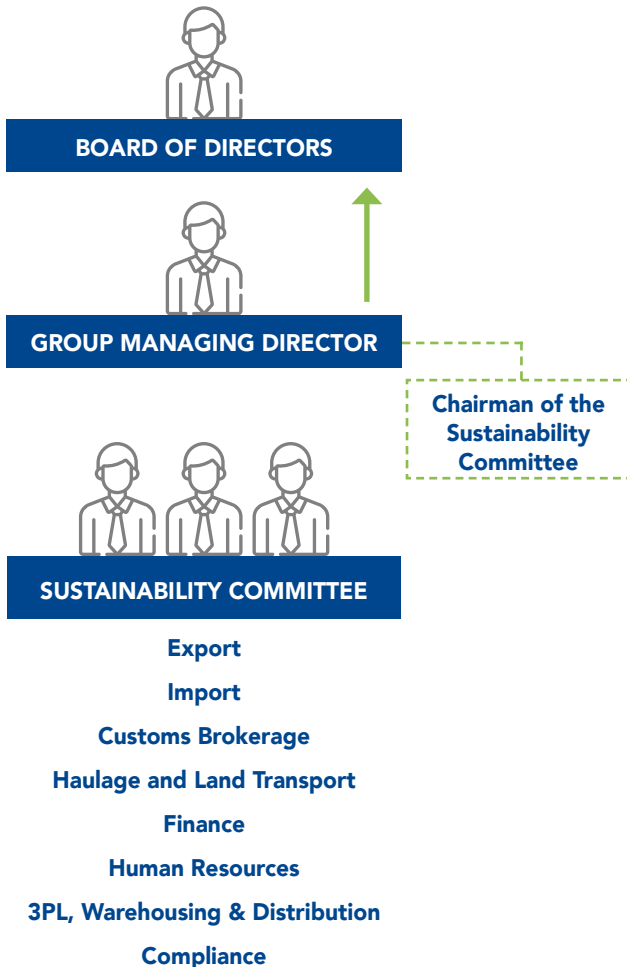 BOARD OF DIRECTORS
GROUP MANAGING DIRECTOR
Chairman of the
Sustainability
Committee
SUSTAINABILITY COMMITTEE
Export
Import
Customs Brokerage
Haulage and Land Transport
Finance
Human Resources
3PL, Warehousing & Distribution
Compliance